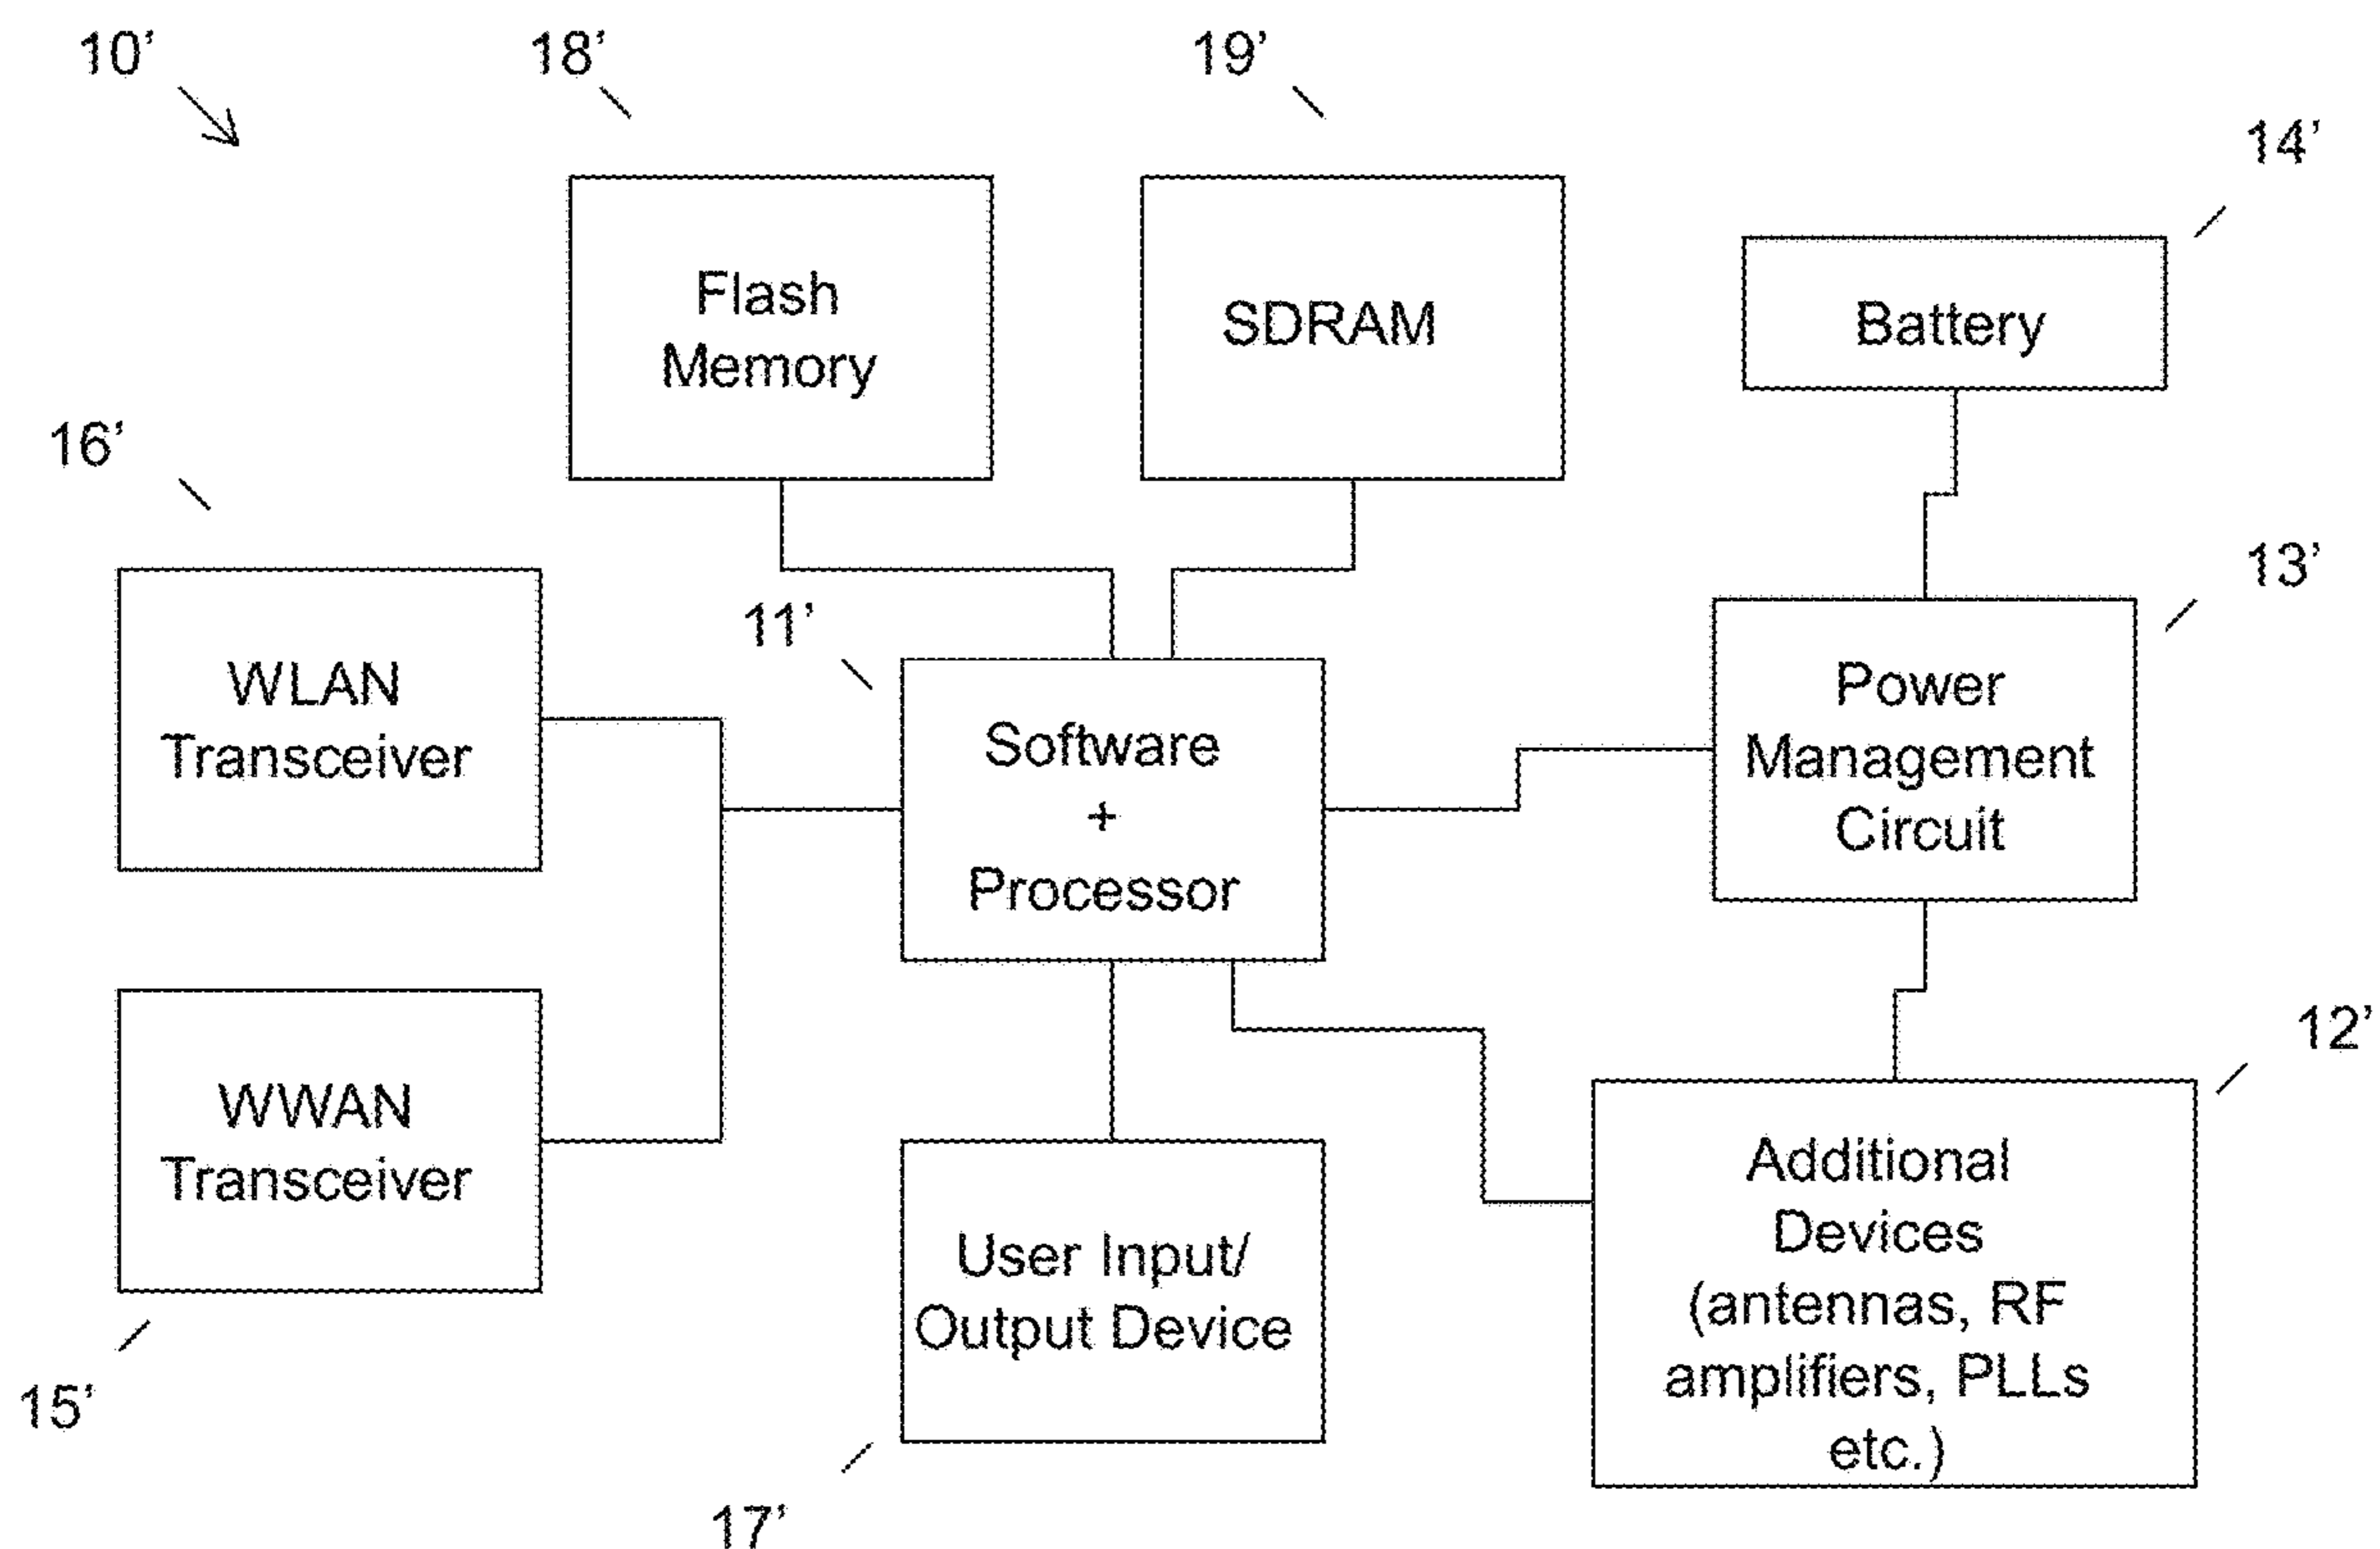 10’
18’
19’
14’
Flash
Memory
SDRAM
Battery
16’
13’
11’
WLAN
Transceiver
Software
+
Processor
Power
Management
Circuit
12’
WWAN
Transceiver
User Input/
Output Device
Additional
Devices
(antennas, RF
amplifiers, PLLs
etc.)
15’
17’